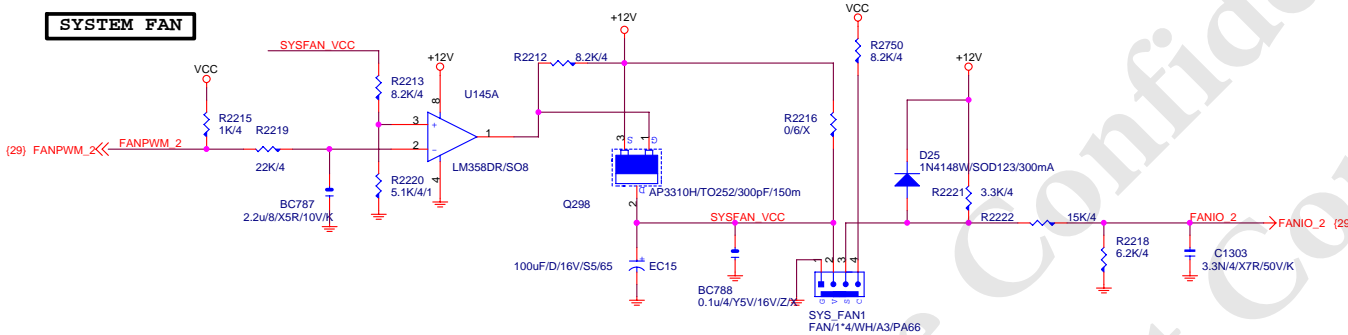 SYSTEM FAN
SYSFAN_VCC
VCC
+12V
+12V
VCC
+12V
R2213
8.2K/4
U145A
R2212
8.2K/4
R2750
8.2K/4
R2215
1K/4
R2219
22K/4
{29} FANPWM_2
FANPWM_2
8
3
+
2
-
1
4
LM358DR/SO8
R2220
5.1K/4/1
BC787
2.2u/8/X5R/10V/K
3
S
1
G
D
2
AP3310H/TO252/300pF/150m
Q298
R2216
0/6/X
D25
1N4148W/SOD123/300mA
R2221
3.3K/4
SYSFAN_VCC
R2222
15K/4
FANIO_2
FANIO_2 {29
100uF/D/16V/S5/65
EC15
BC788
0.1u/4/Y5V/16V/Z/X
1
2
3
4
G
V
S
C
SYS_FAN1
FAN/1*4/WH/A3/PA66
R2218
6.2K/4
C1303
3.3N/4/X7R/50V/K
Confid